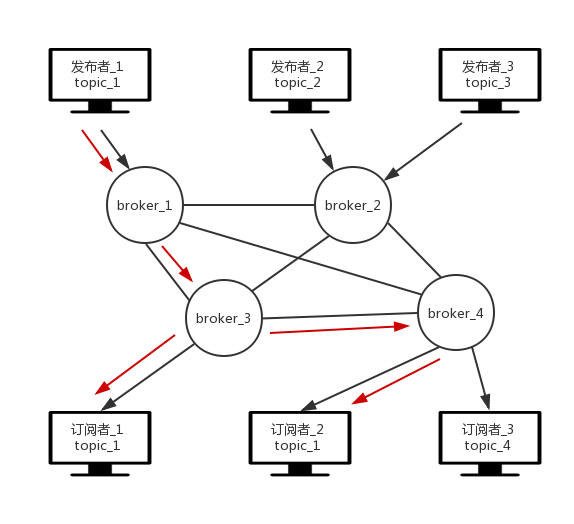 发布者_1
topic_1
发布者_2
topic_2
发布者_3
topic_3
broker_1
broker_2
broker_3
broker_4
订阅者_1
topic_1
订阅者_2
topic_1
订阅者_3
topic_4